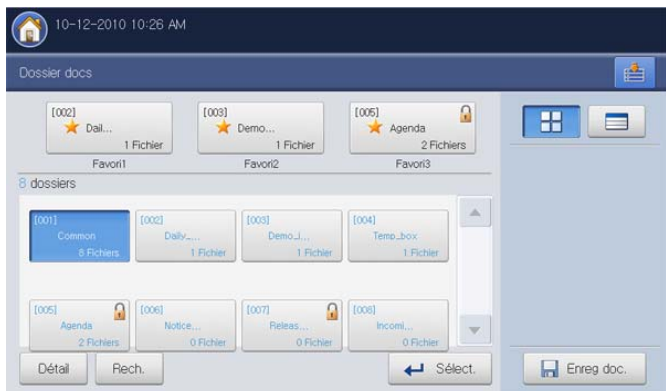 10-12-2010 10:26 AM
Dossier docs
[002] [003] [005]
Dail... Demo... Agenda
1 Fichier 1 Fichier 2 Fichiers
Favori1 Favori2 Favori3
8 dossiers
[001] [002] [003] [004]
Common Daily_... Demo_i... Temp_box
8 Fichiers 1 Fichier 1 Fichier 1 Fichier
[005] [006] [007] [008]
Agenda Notice... Releas... Incomi...
2 Fichiers 0 Fichier 0 Fichier 0 Fichier
Détail Rech. Sélect. Enreg doc.